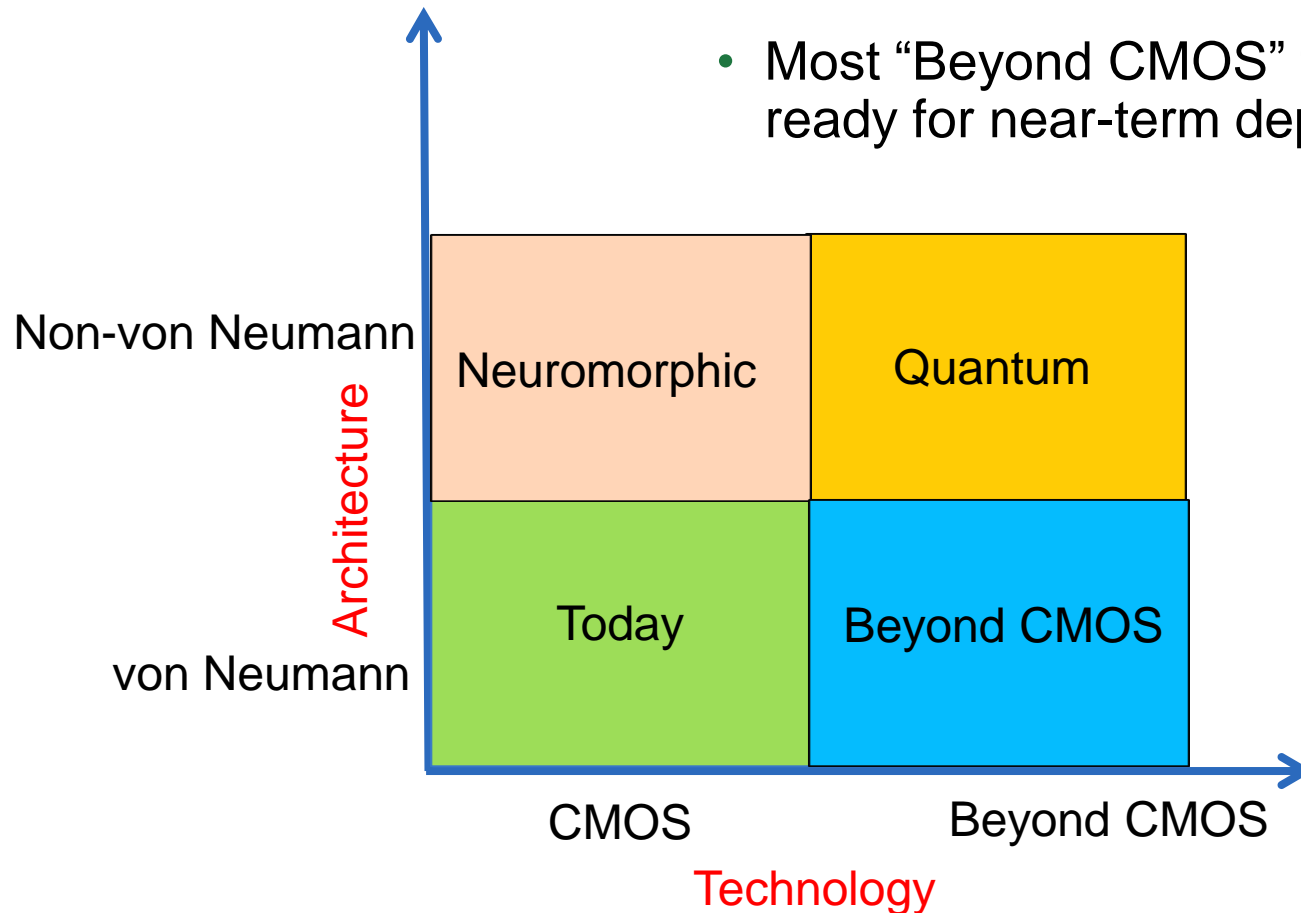 • Most “Beyond CMOS”
ready for near-term dep
Non-von Neumann
Neuromorphic
Quantum
Architecture
Today
Beyond CMOS
von Neumann
CMOS
Beyond CMOS
Technology